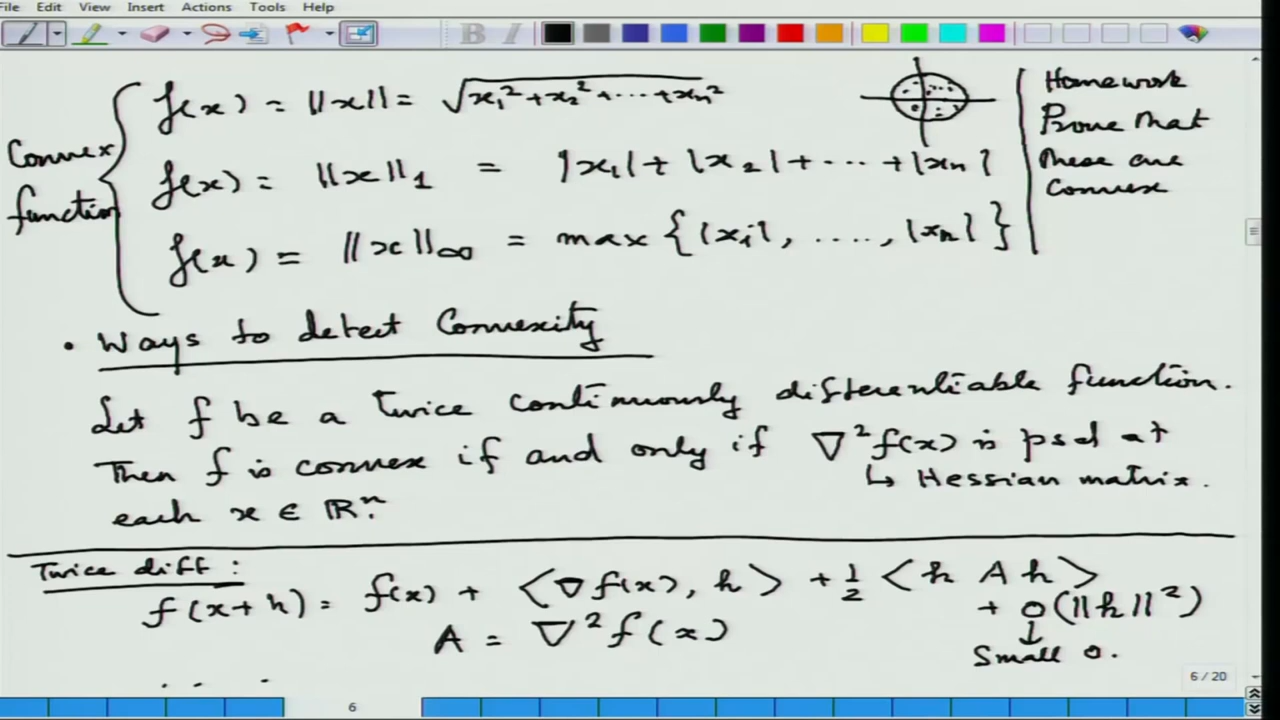 File Edit View Insert Actions Tools Help
B I
f(x) = ||x|| = √x₁² + x₂² + ⋯ + xₙ²
f(x) = ||x||₁ = |x₁| + |x₂| + ⋯ + |xₙ|
f(x) = ||x||∞ = max {|x₁|, ...., |xₙ|}
Convex
function
Homework
Prove that
these are
convex
• Ways to detect Convexity
Let f be a twice continuously differentiable function.
Then f is convex if and only if ∇²f(x) is psd at
↳ Hessian matrix.
each x ∈ ℝⁿ.
Twice diff :
f(x+h) = f(x) + ⟨∇f(x), h⟩ + ½ ⟨h A h⟩
+ o(||h||²)
A = ∇²f(x)
↓
Small o.
6 / 20
6